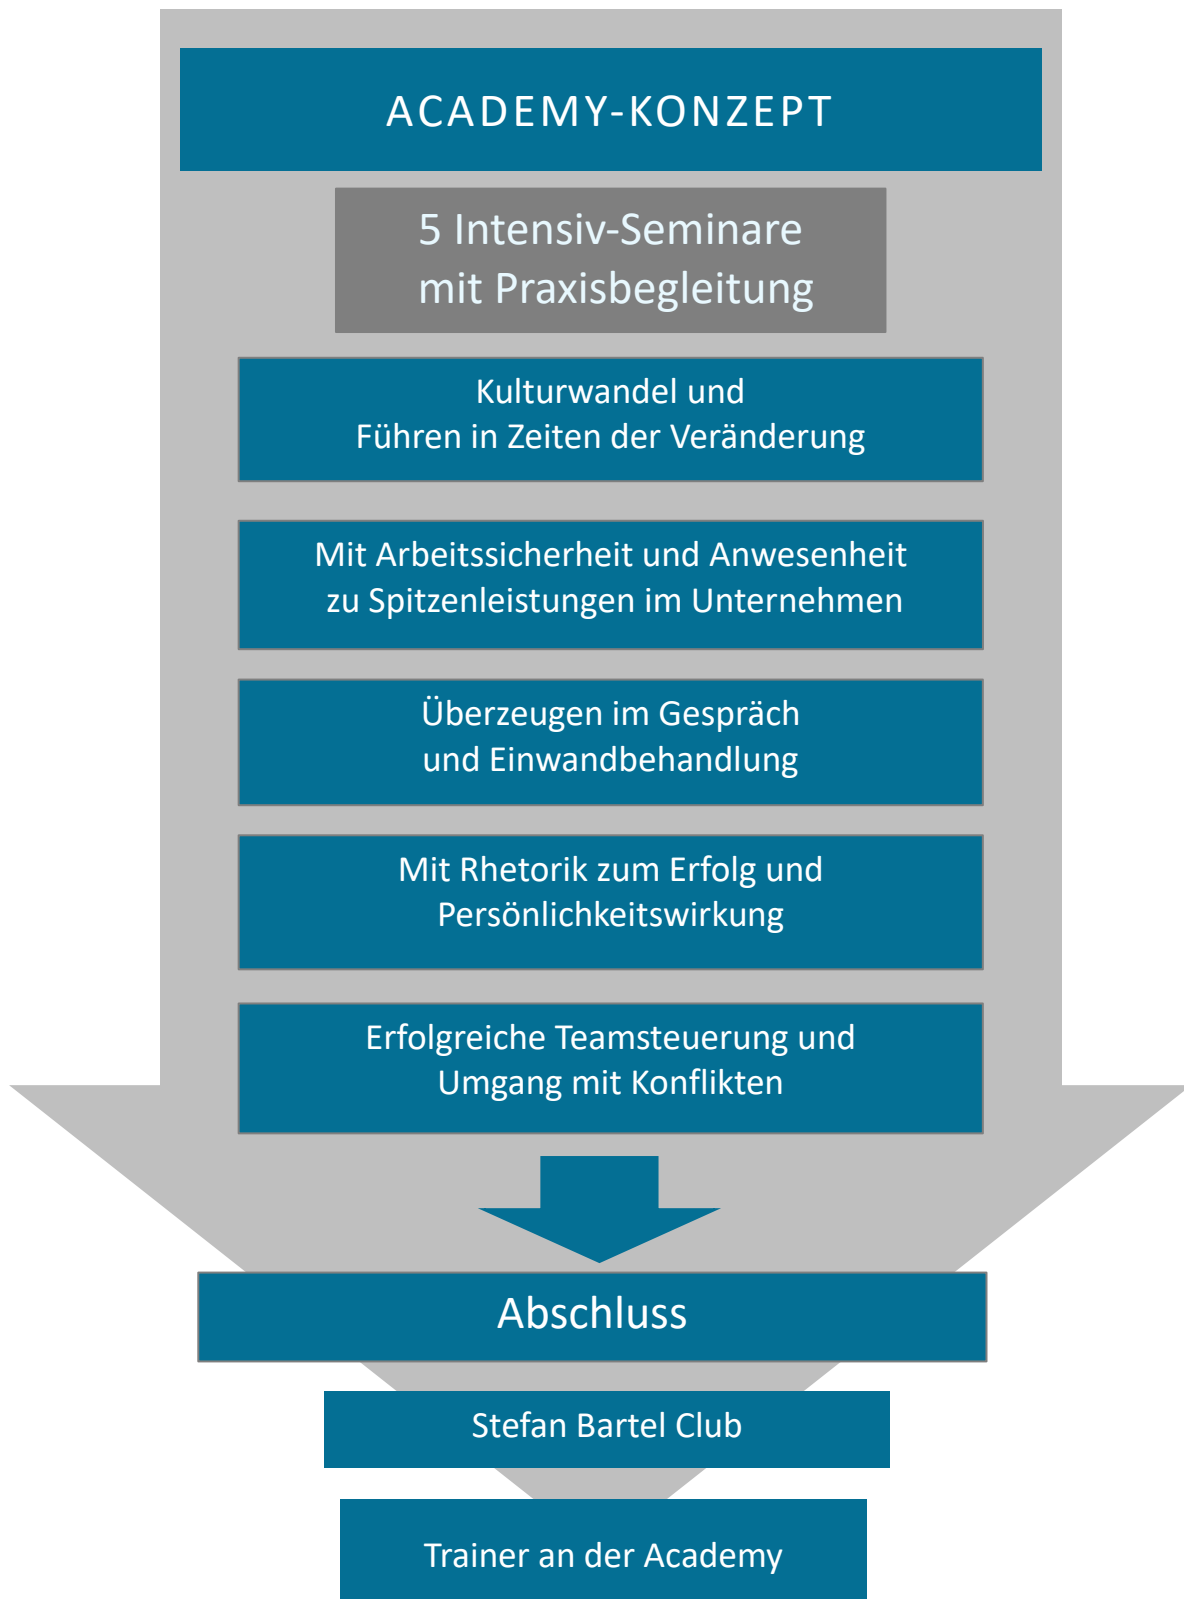 ACADEMY-KONZEPT
5 Intensiv-Seminare
mit Praxisbegleitung
Kulturwandel und
Führen in Zeiten der Veränderung
Mit Arbeitssicherheit und Anwesenheit
zu Spitzenleistungen im Unternehmen
Überzeugen im Gespräch
und Einwandbehandlung
Mit Rhetorik zum Erfolg und
Persönlichkeitswirkung
Erfolgreiche Teamsteuerung und
Umgang mit Konflikten
Abschluss
Stefan Bartel Club
Trainer an der Academy